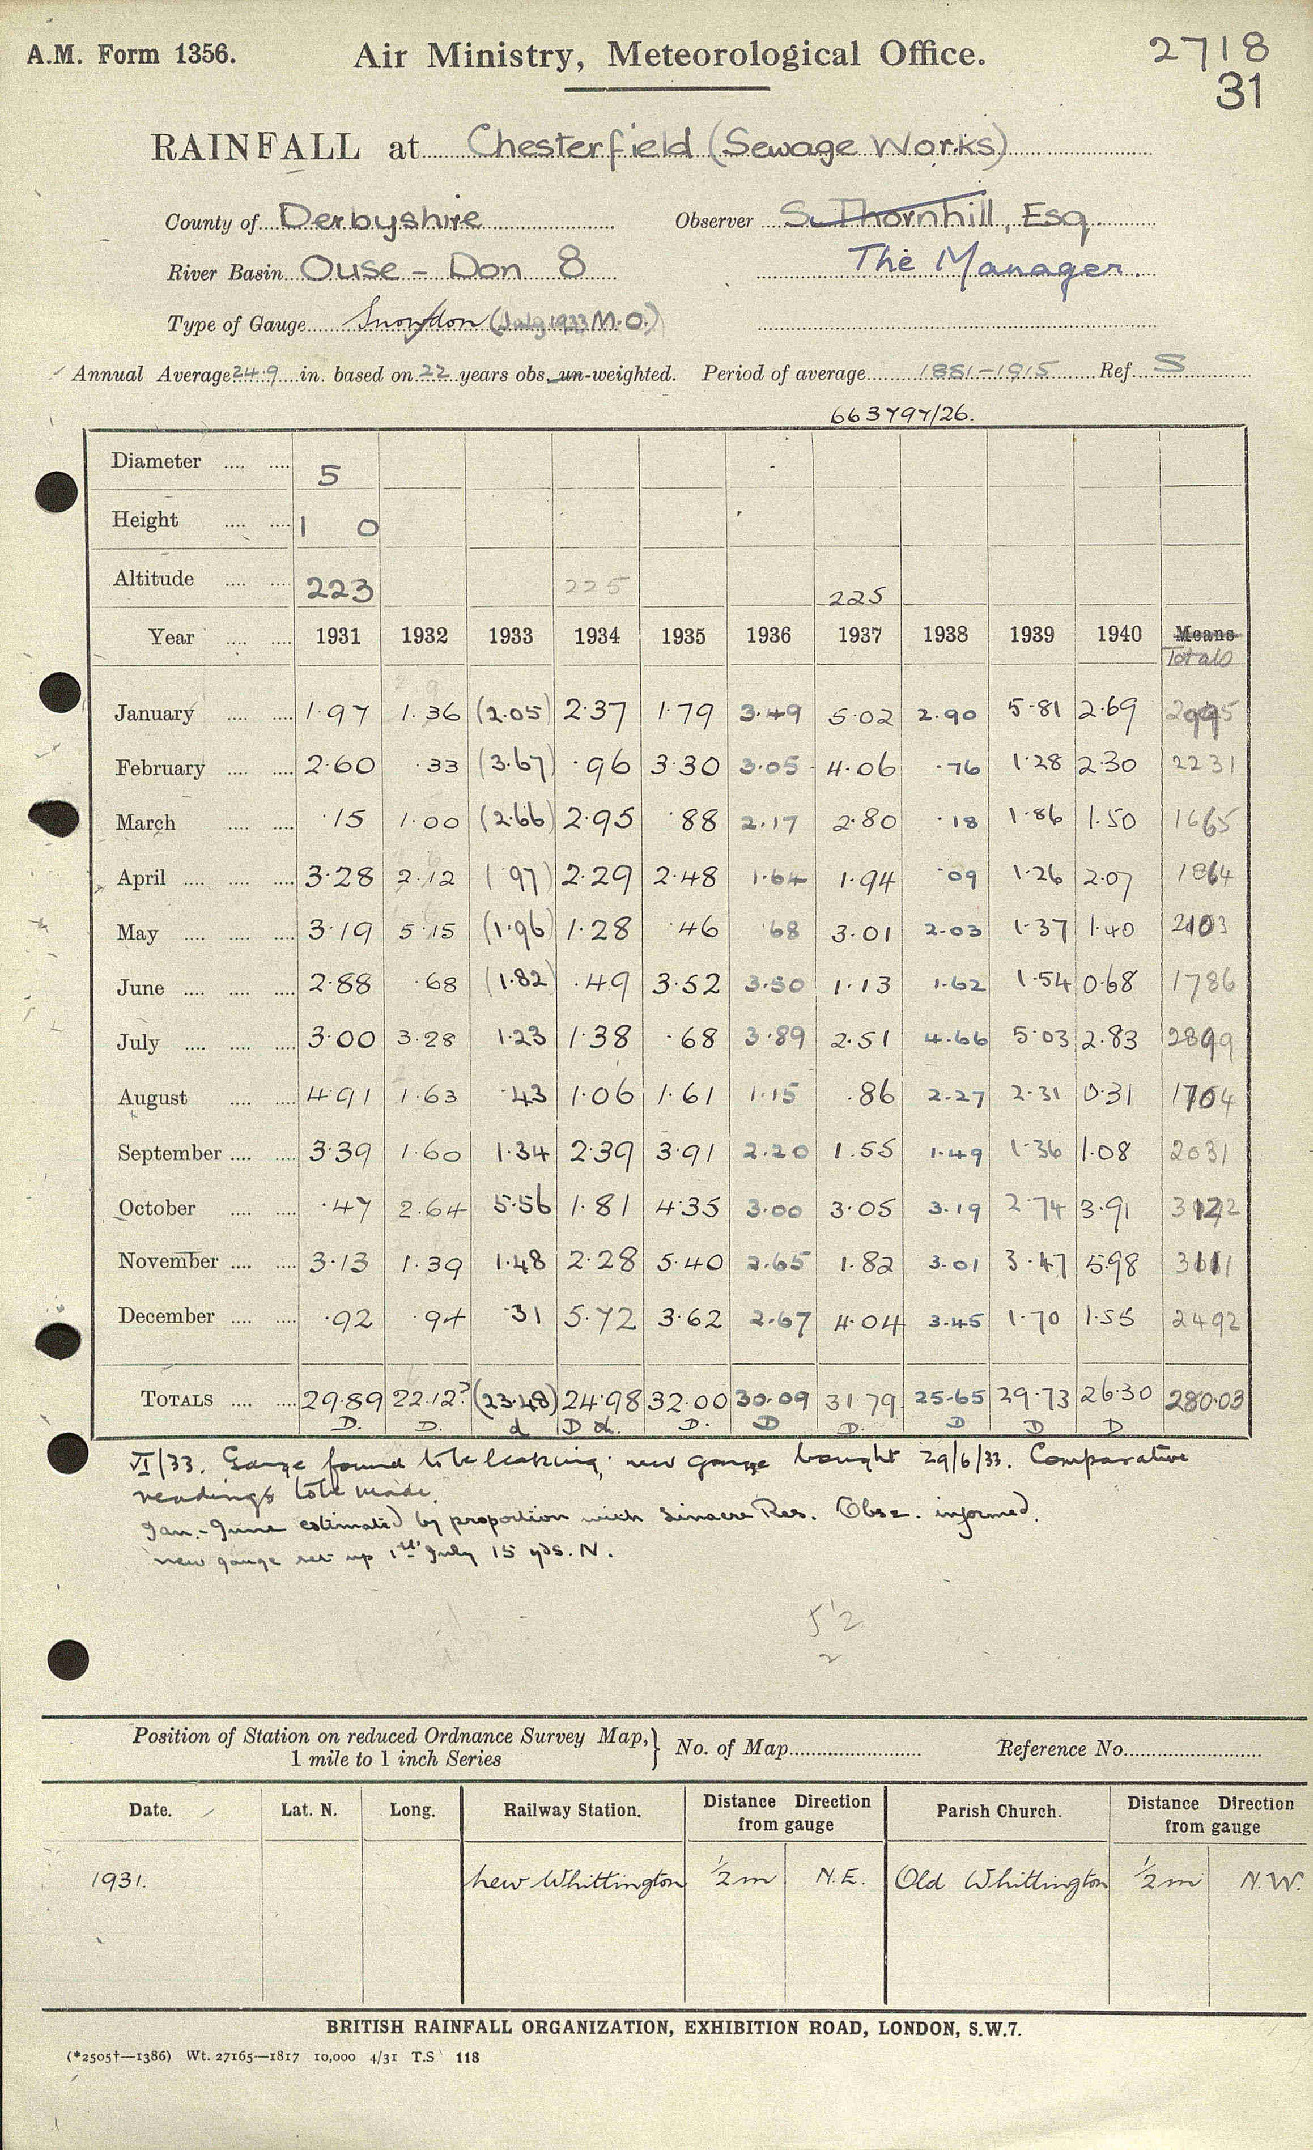 A.M. Form 1356. Air Ministry, Meteorological Office. 2718
31
RAINFALL at Chesterfield (Sewage Works)
County of Derbyshire Observer S. Thornhill, Esq
River Basin Ouse - Don 8 The Manager.
Type of Gauge Snowdon (July 1933 M.O.)
Annual Average 24.9 in. based on 22 years obs. un-weighted. Period of average 1881-1915 Ref. S
663797/26.
Diameter 5
Height 1 0
Altitude 223 225 225
Year 1931 1932 1933 1934 1935 1936 1937 1938 1939 1940 Means
Totals
January 1.97 1.36 (2.05) 2.37 1.79 3.49 5.02 2.90 5.81 2.69
February 2.60 .33 (3.67) .96 3.30 3.05 4.06 .76 1.28 2.30 2231
March .15 1.00 (2.66) 2.95 .88 2.17 2.80 .18 1.86 1.50 1665
April 3.28 2.12 (.97) 2.29 2.48 1.64 1.94 .09 1.26 2.07 1864
May 3.19 5.15 (1.96) 1.28 .46 .68 3.01 2.03 1.37 1.40 2103
June 2.88 .68 (1.82) .49 3.52 3.50 1.13 1.62 1.54 0.68 1786
July 3.00 3.28 1.23 1.38 .68 3.89 2.51 4.66 5.03 2.83
August 4.91 1.63 .43 1.06 1.61 1.15 .86 2.27 2.31 0.31
September 3.39 1.60 1.34 2.39 3.91 2.20 1.55 1.49 1.36 1.08 2031
October .47 2.64 5.56 1.81 4.35 3.00 3.05 3.19 2.74 3.91
November 3.13 1.39 1.48 2.28 5.40 2.65 1.82 3.01 3.47 5.98
December .92 .94 .31 5.72 3.62 2.67 4.04 3.45 1.70 1.55 2492
TOTALS 29.89 22.12? (23.48) 24.98 32.00 30.09 31.79 25.65 29.73 26.30 280.03
D. D. d D d. D. D D. D D D
VI/33. Gauge found to be leaking; new gauge bought 29/6/33. Comparative
readings to be made.
Jan.-June estimated by proportion with Linacre Res. Obsr. informed.
new gauge set up 1st July 15 yds. N.
Position of Station on reduced Ordnance Survey Map, 1 mile to 1 inch Series } No. of Map Reference No.
Date. Lat. N. Long. Railway Station. Distance Direction from gauge Parish Church. Distance Direction from gauge
1931. New Whittington ½ m N.E. Old Whittington ½ m N.W.
BRITISH RAINFALL ORGANIZATION, EXHIBITION ROAD, LONDON, S.W.7.
(*2505†—1386) Wt. 27165—1817 10,000 4/31 T.S 118